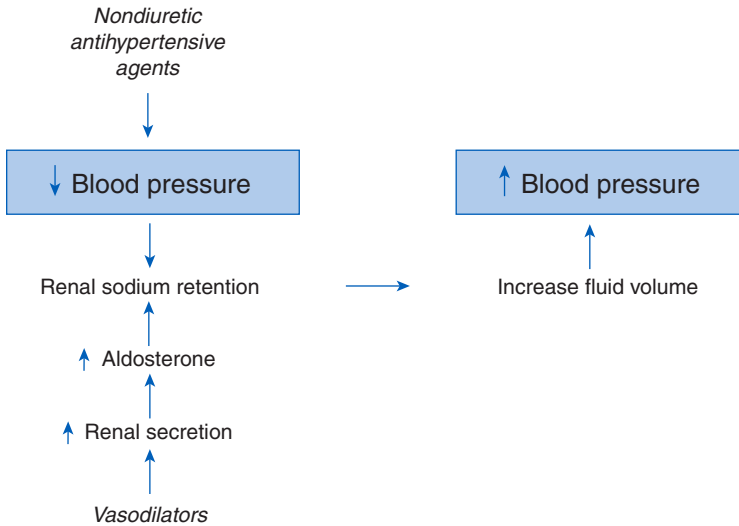 Nondiuretic
antihypertensive
agents
Blood pressure
Blood pressure
Renal sodium retention
Increase fluid volume
Aldosterone
Renal secretion
Vasodilators